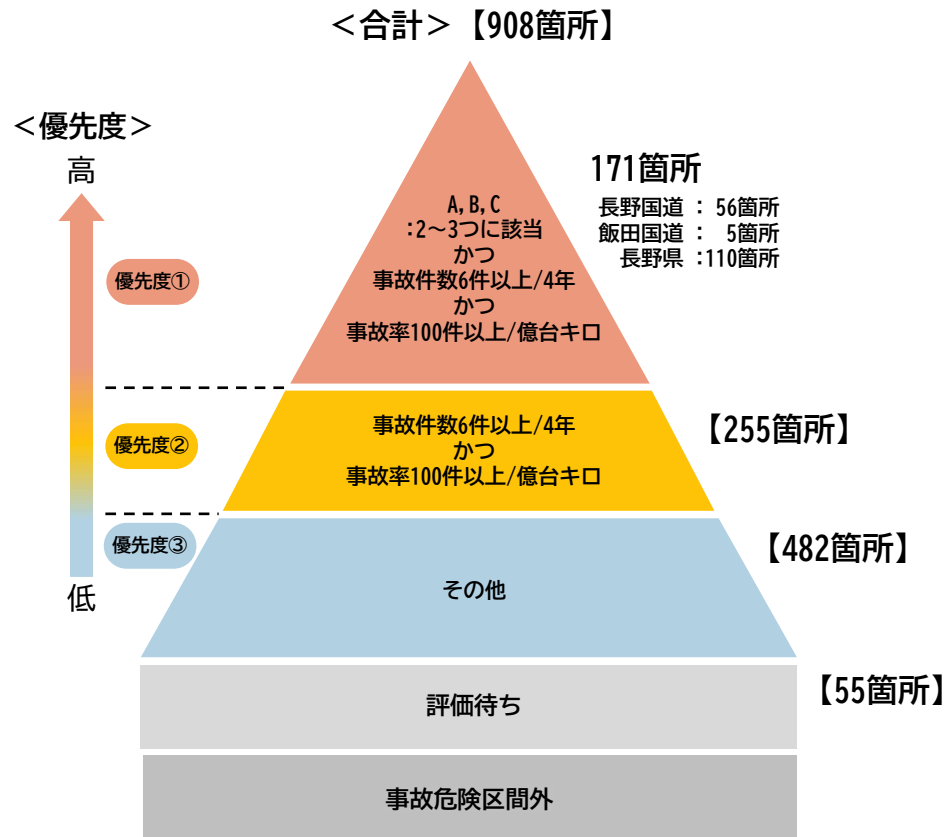 ＜合計＞【908箇所】
＜優先度＞
高
優先度①
優先度②
優先度③
低
A, B, C
：2～3つに該当
かつ
事故件数6件以上/4年
かつ
事故率100件以上/億台キロ
171箇所
長野国道 ： 56箇所
飯田国道 ： 5箇所
長野県 ：110箇所
事故件数6件以上/4年
かつ
事故率100件以上/億台キロ
【255箇所】
その他
【482箇所】
評価待ち
【55箇所】
事故危険区間外